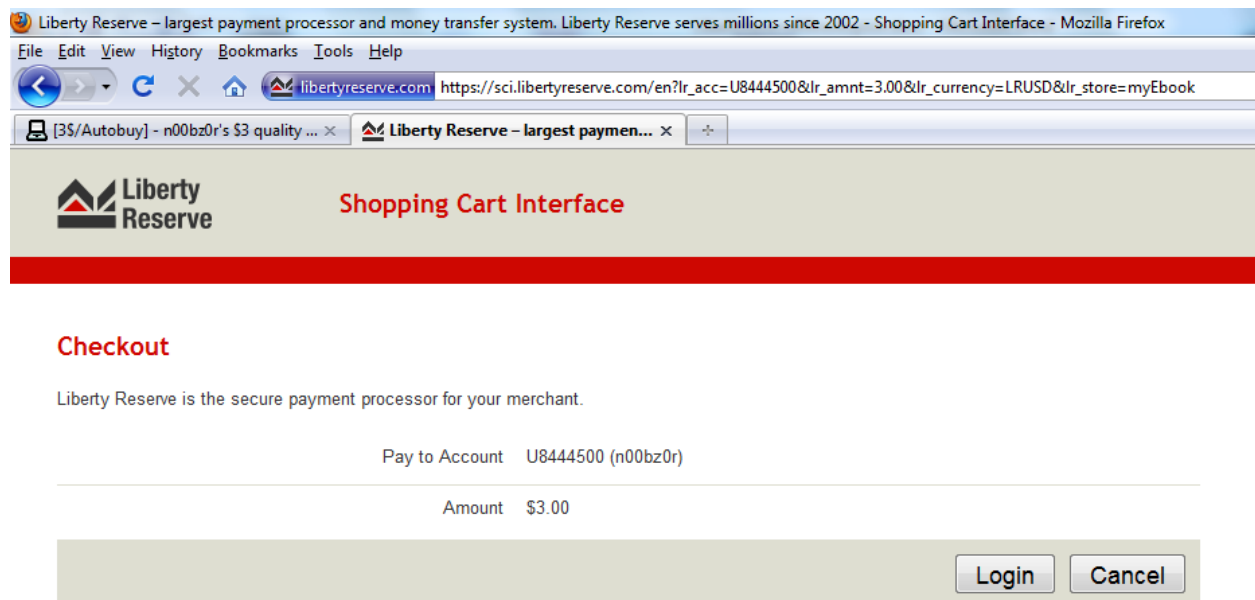 Liberty Reserve – largest payment processor and money transfer system. Liberty Reserve serves millions since 2002 - Shopping Cart Interface - Mozilla Firefox
File Edit View History Bookmarks Tools Help
libertyreserve.com https://sci.libertyreserve.com/en?lr_acc=U8444500&lr_amnt=3.00&lr_currency=LRUSD&lr_store=myEbook
[3$/Autobuy] - n00bz0r's $3 quality ... Liberty Reserve – largest paymen...
Liberty
Reserve
Shopping Cart Interface
Checkout
Liberty Reserve is the secure payment processor for your merchant.
Pay to Account U8444500 (n00bz0r)
Amount $3.00
Login Cancel